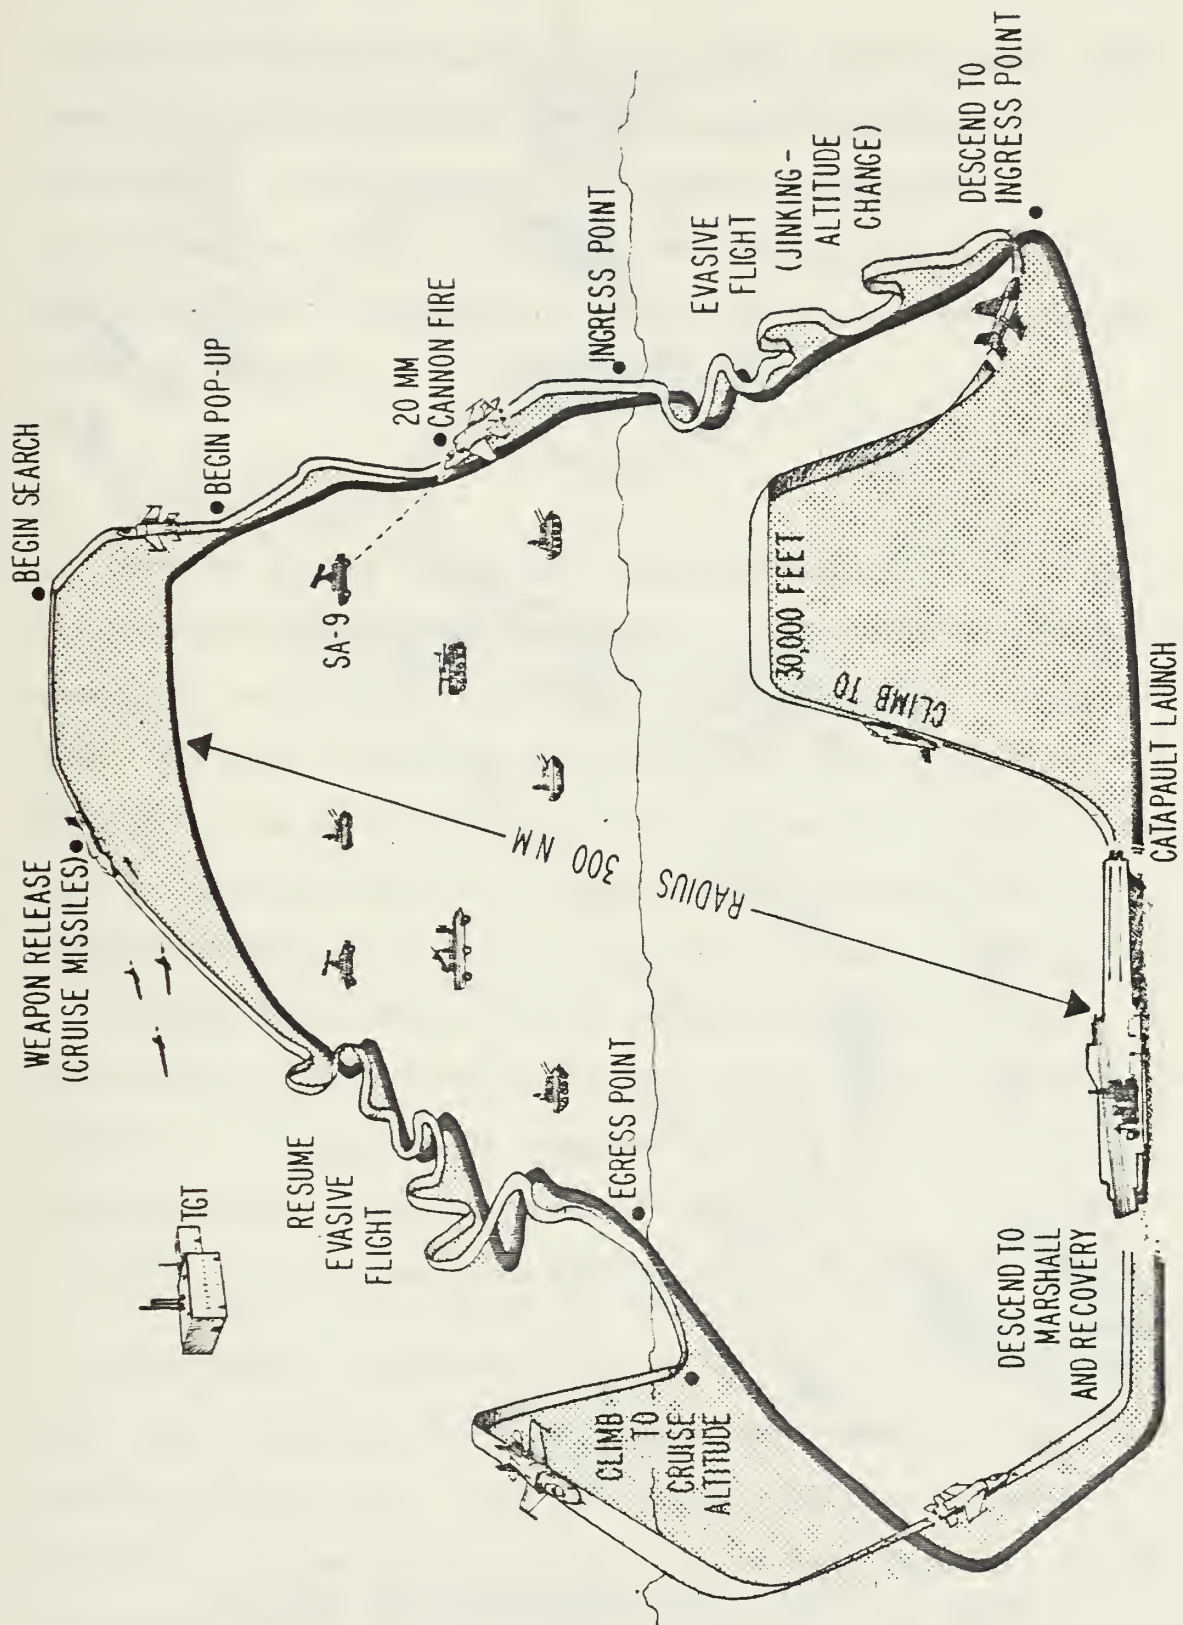 WEAPON RELEASE
(CRUISE MISSILES)
BEGIN SEARCH
BEGIN POP-UP
20 MM
CANNON FIRE
SA-9
TGT
RESUME
EVASIVE
FLIGHT
INGRESS POINT
EGRESS POINT
EVASIVE
FLIGHT
(JINKING-
ALTITUDE
CHANGE)
RADIUS 300 NM
CLIMB
TO
CRUISE
ALTITUDE
CLIMB TO
30,000 FEET
DESCEND TO
INGRESS POINT
DESCEND TO
MARSHALL
AND RECOVERY
CATAPAULT LAUNCH